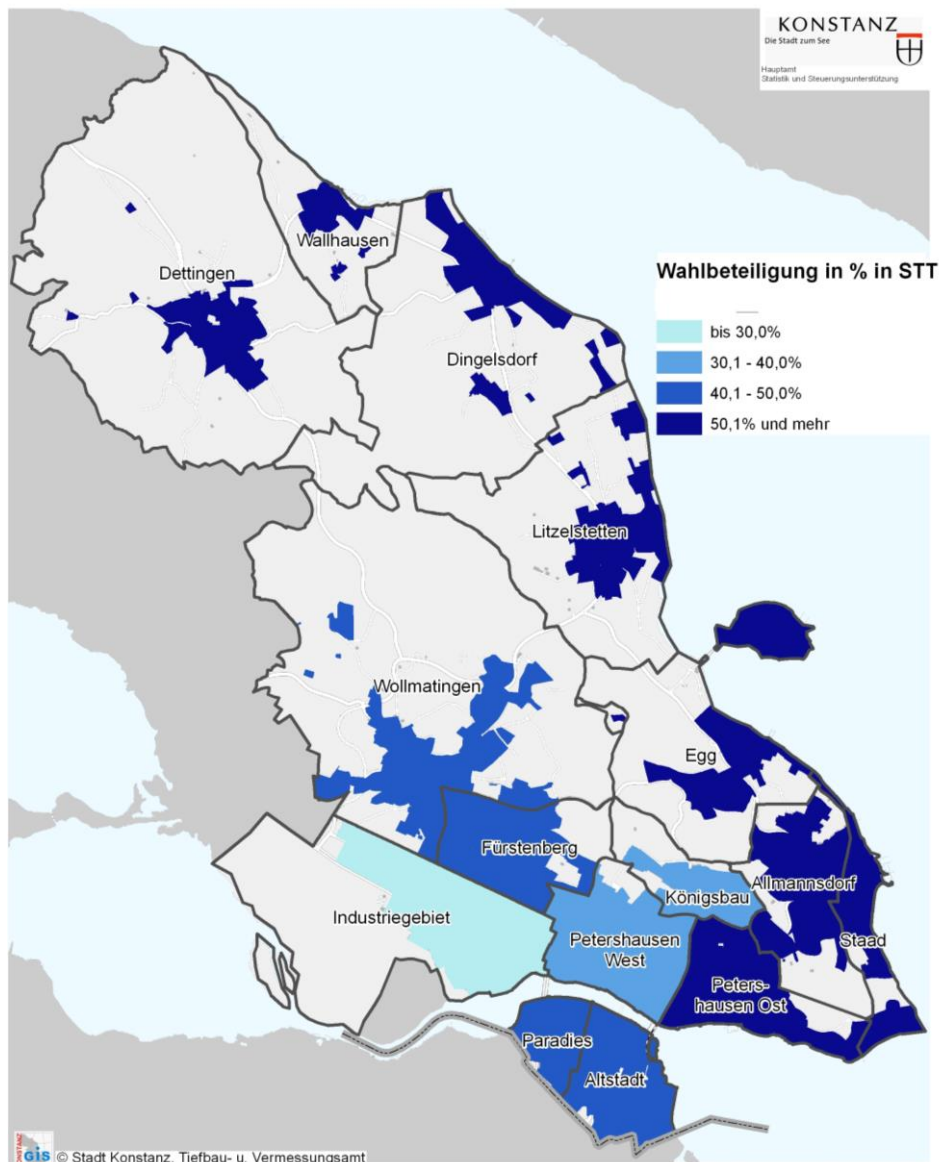 KONSTANZ
Die Stadt zum See
Hauptamt
Statistik und Steuerungsunterstützung
Wallhausen
Dettingen
Wahlbeteiligung in % in STT
bis 30,0%
30,1 - 40,0%
40,1 - 50,0%
50,1% und mehr
Dingelsdorf
Litzelstetten
Wollmatingen
Egg
Fürstenberg
Königsbau
Allmannsdorf
Industriegebiet
Petershausen
West
Staad
Peters-
hausen Ost
Paradies
Altstadt
KONSTANZ
GIS © Stadt Konstanz, Tiefbau- u. Vermessungsamt